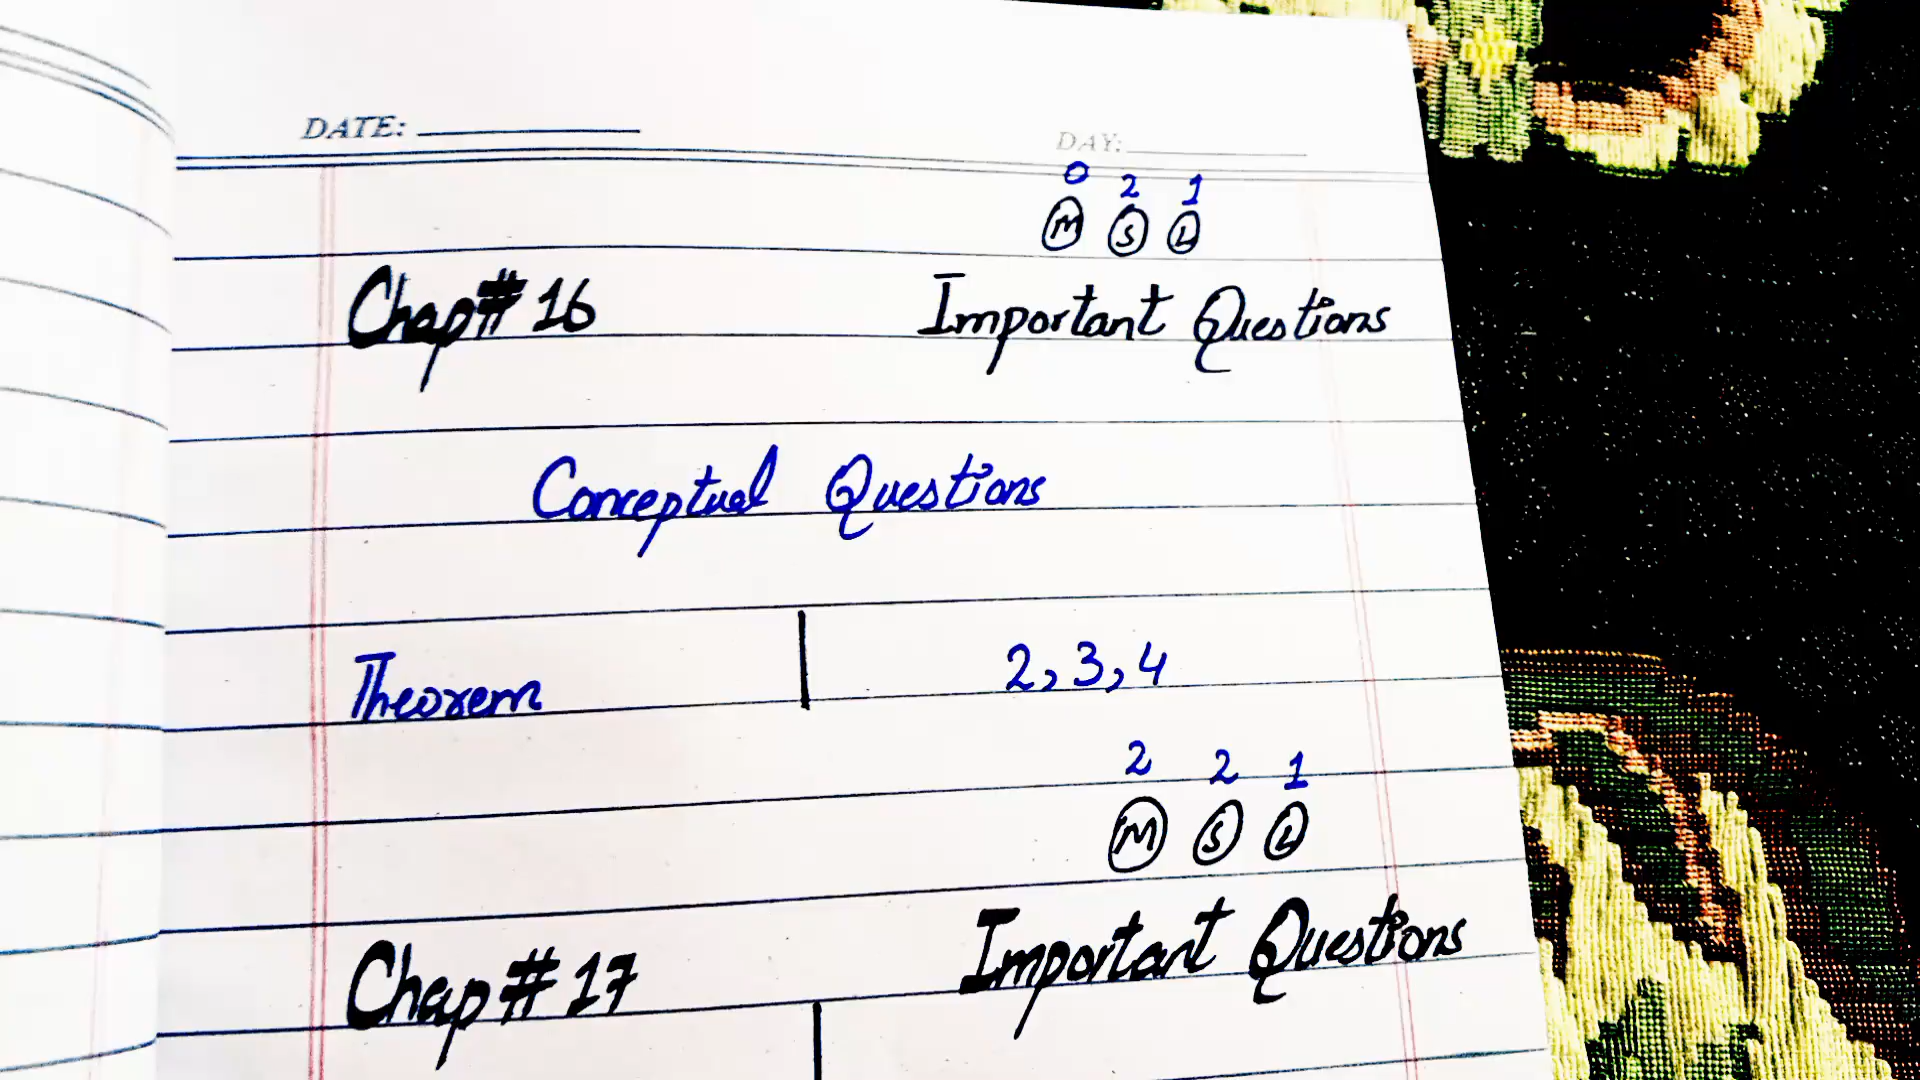 DATE: DAY:
0 2 1
M S L
Chap# 16 Important Questions
Conceptual Questions
Theorem 2, 3, 4
2 2 1
M S L
Chap# 17 Important Questions